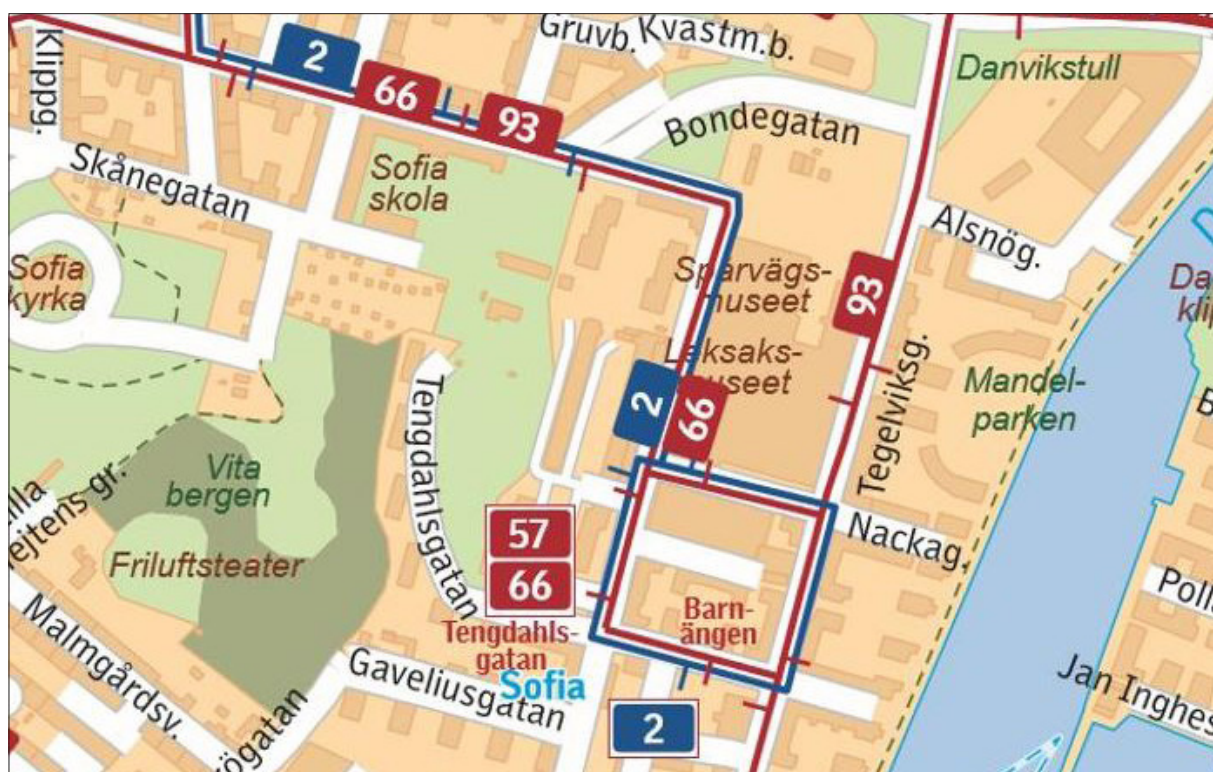 Klippg.
2
66
93
Gruvb.
Kvastm.b.
Danvikstull
Bondegatan
Skånegatan
Sofia
skola
Alsnög.
Sofia
kyrka
Spårvägs-
museet
93
Leksaks-
museet
Tegelviksg.
Mandel-
parken
2
66
Tengdahlsgatan
Vita
bergen
Friluftsteater
57
66
Tengdahls-
gatan
Sofia
Barn-
ängen
Nackag.
Malmgårdsv.
Gaveliusgatan
2
Jan Inghes